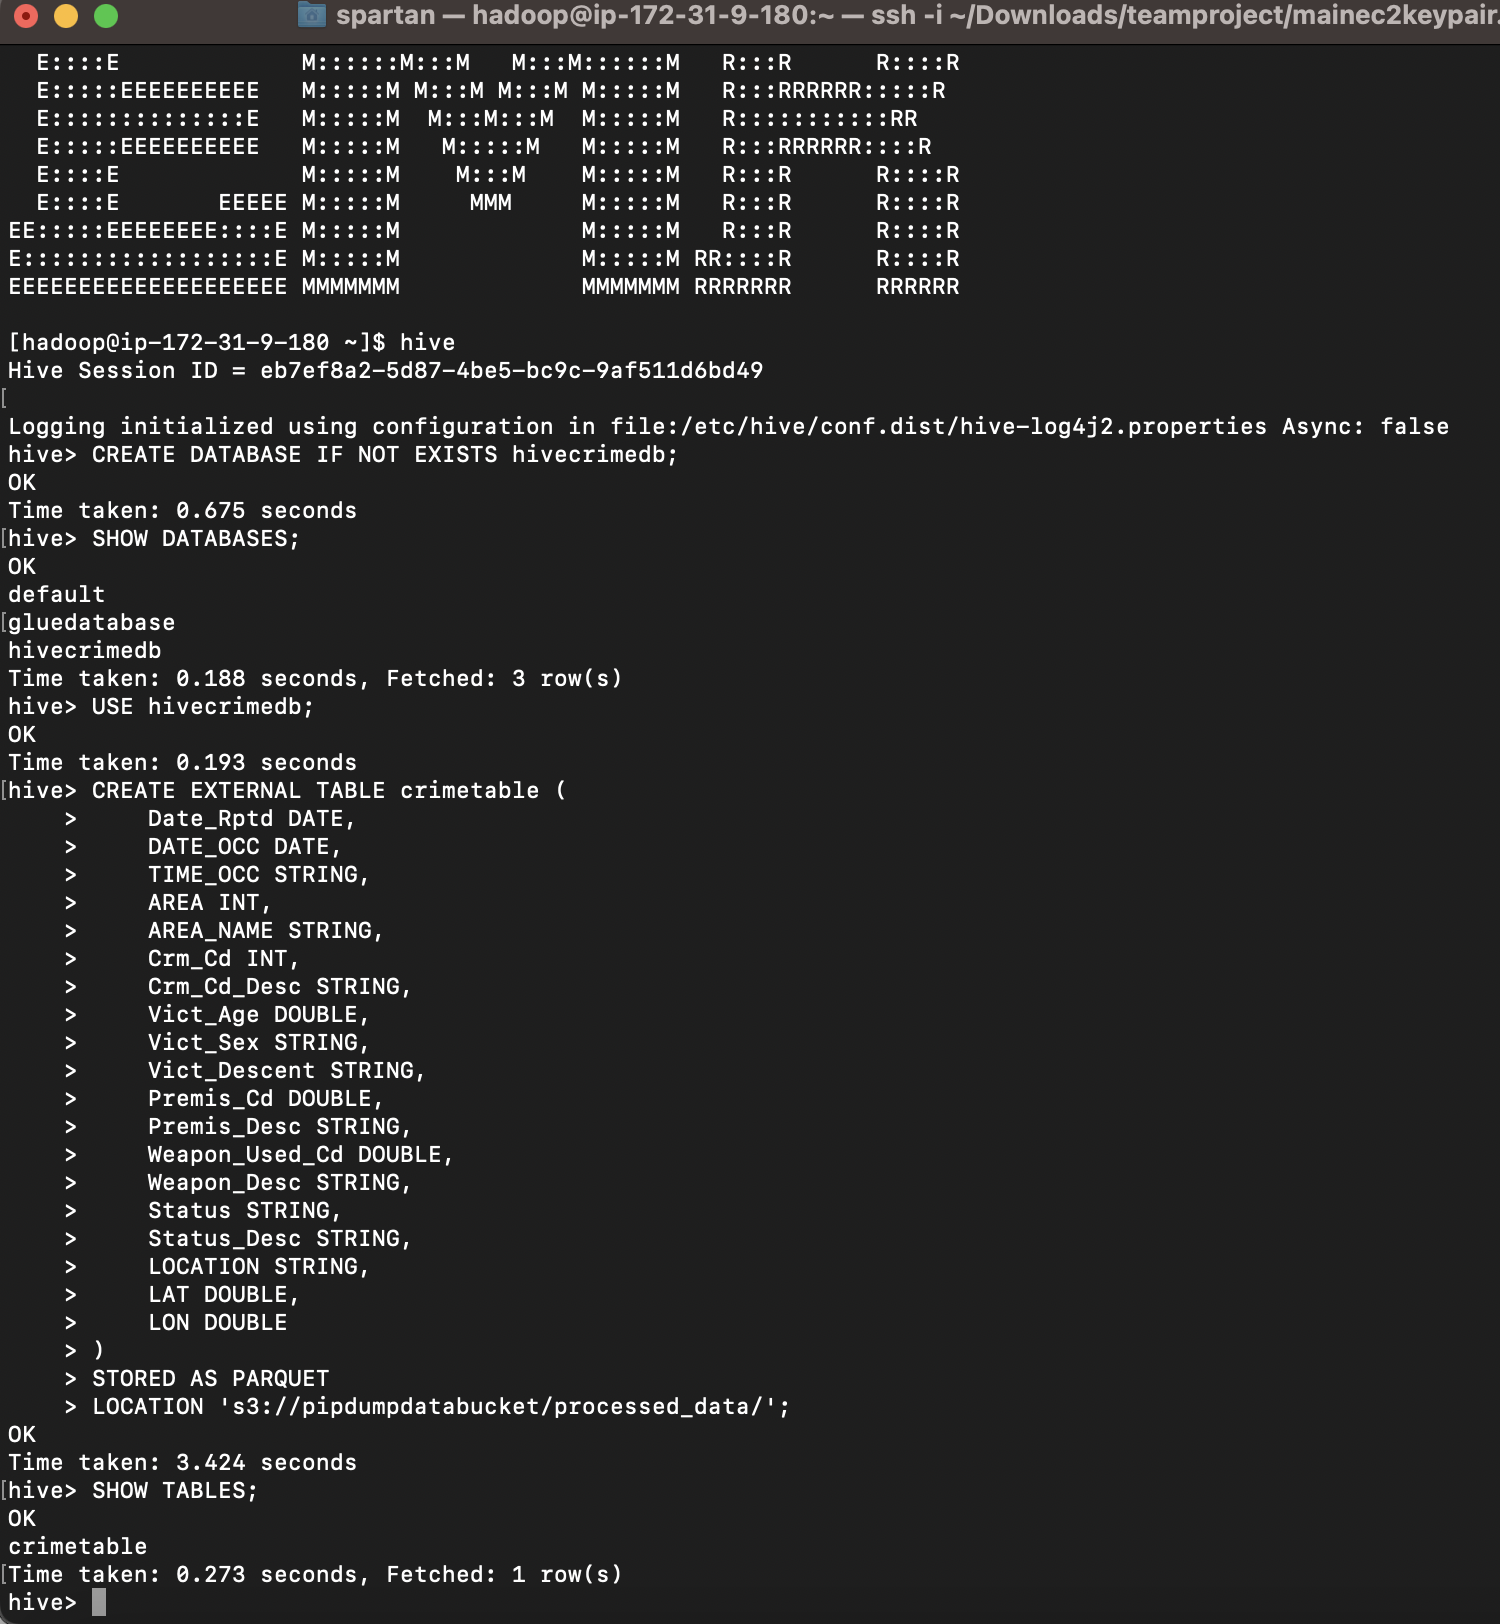 spartan — hadoop@ip-172-31-9-180:~ — ssh -i ~/Downloads/teamproject/mainec2keypair.
  E::::E             M::::::M:::M   M:::M::::::M   R:::R      R::::R
  E:::::EEEEEEEEEE   M:::::M M:::M M:::M M:::::M   R:::RRRRRR:::::R
  E::::::::::::::E   M:::::M  M:::M:::M  M:::::M   R:::::::::::RR
  E:::::EEEEEEEEEE   M:::::M   M:::::M   M:::::M   R:::RRRRRR::::R
  E::::E             M:::::M    M:::M    M:::::M   R:::R      R::::R
  E::::E       EEEEE M:::::M     MMM     M:::::M   R:::R      R::::R
EE:::::EEEEEEEE::::E M:::::M             M:::::M   R:::R      R::::R
E::::::::::::::::::E M:::::M             M:::::M RR::::R      R::::R
EEEEEEEEEEEEEEEEEEEE MMMMMMM             MMMMMMM RRRRRRR      RRRRRR
[hadoop@ip-172-31-9-180 ~]$ hive
Hive Session ID = eb7ef8a2-5d87-4be5-bc9c-9af511d6bd49
[
Logging initialized using configuration in file:/etc/hive/conf.dist/hive-log4j2.properties Async: false
hive> CREATE DATABASE IF NOT EXISTS hivecrimedb;
OK
Time taken: 0.675 seconds
[hive> SHOW DATABASES;
OK
default
[gluedatabase
hivecrimedb
Time taken: 0.188 seconds, Fetched: 3 row(s)
hive> USE hivecrimedb;
OK
Time taken: 0.193 seconds
[hive> CREATE EXTERNAL TABLE crimetable (
    >     Date_Rptd DATE,
    >     DATE_OCC DATE,
    >     TIME_OCC STRING,
    >     AREA INT,
    >     AREA_NAME STRING,
    >     Crm_Cd INT,
    >     Crm_Cd_Desc STRING,
    >     Vict_Age DOUBLE,
    >     Vict_Sex STRING,
    >     Vict_Descent STRING,
    >     Premis_Cd DOUBLE,
    >     Premis_Desc STRING,
    >     Weapon_Used_Cd DOUBLE,
    >     Weapon_Desc STRING,
    >     Status STRING,
    >     Status_Desc STRING,
    >     LOCATION STRING,
    >     LAT DOUBLE,
    >     LON DOUBLE
    > )
    > STORED AS PARQUET
    > LOCATION 's3://pipdumpdatabucket/processed_data/';
OK
Time taken: 3.424 seconds
[hive> SHOW TABLES;
OK
crimetable
[Time taken: 0.273 seconds, Fetched: 1 row(s)
hive>